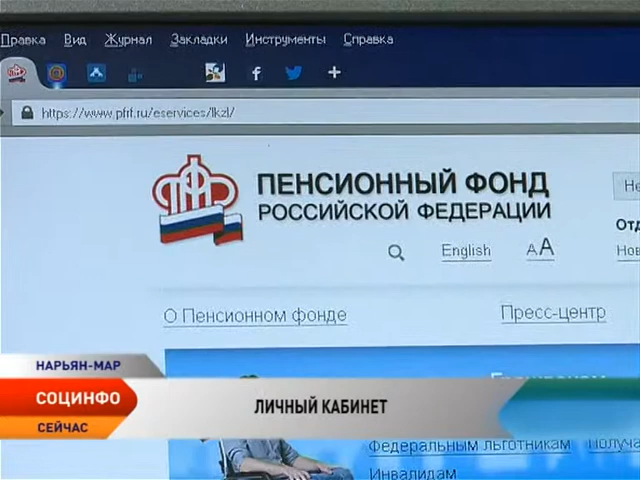 Правка Вид Журнал Закладки Инструменты Справка
https://www.pfrf.ru/eservices/lkzl/
ПЕНСИОННЫЙ ФОНД
РОССИЙСКОЙ ФЕДЕРАЦИИ
English АА
О Пенсионном фонде Пресс-центр
НАРЬЯН-МАР
СОЦИНФО
СЕЙЧАС
ЛИЧНЫЙ КАБИНЕТ
Федеральным льготникам
Инвалидам